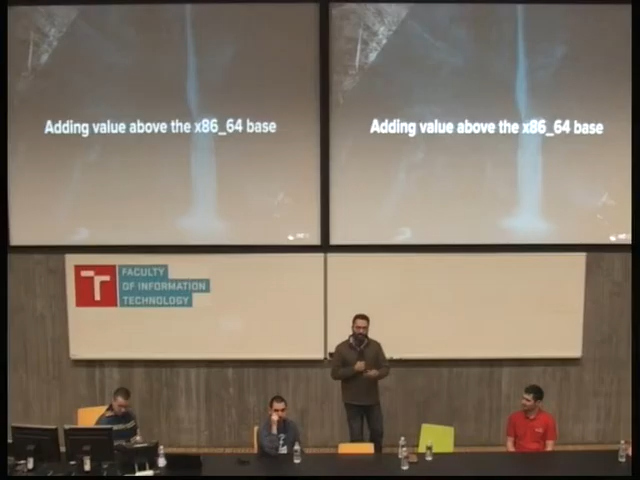 Adding value above the x86_64 base
Adding value above the x86_64 base
FACULTY
OF INFORMATION
TECHNOLOGY